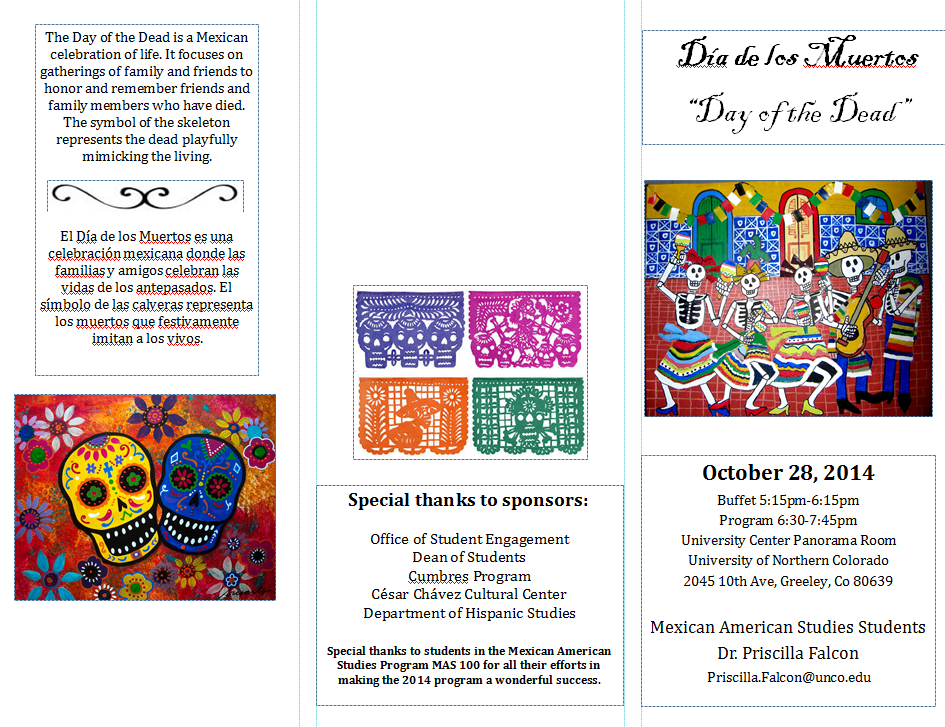 The Day of the Dead is a Mexican
celebration of life. It focuses on
gatherings of family and friends to
honor and remember friends and
family members who have died.
The symbol of the skeleton
represents the dead playfully
mimicking the living.
El Día de los Muertos es una
celebración mexicana donde las
familias y amigos celebran las
vidas de los antepasados. El
símbolo de las calveras representa
los muertos que festivamente
imitan a los vivos.
Special thanks to sponsors:
Office of Student Engagement
Dean of Students
Cumbres Program
César Chávez Cultural Center
Department of Hispanic Studies
Special thanks to students in the Mexican American
Studies Program MAS 100 for all their efforts in
making the 2014 program a wonderful success.
Día de los Muertos
"Day of the Dead"
October 28, 2014
Buffet 5:15pm-6:15pm
Program 6:30-7:45pm
University Center Panorama Room
University of Northern Colorado
2045 10th Ave, Greeley, Co 80639
Mexican American Studies Students
Dr. Priscilla Falcon
Priscilla.Falcon@unco.edu